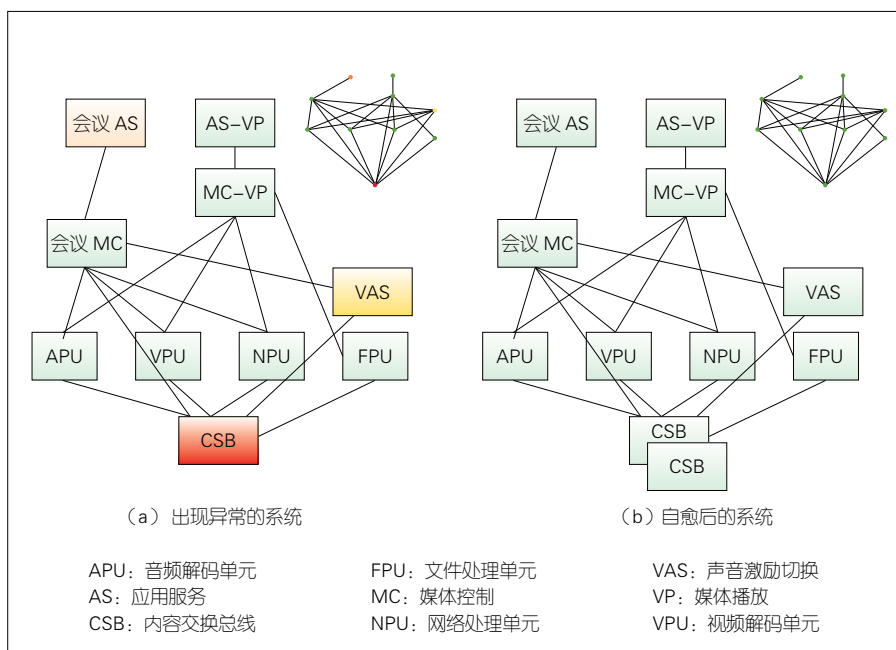 会议 AS
AS-VP
MC-VP
会议 MC
VAS
APU
VPU
NPU
FPU
CSB
(a) 出现异常的系统
会议 AS
AS-VP
MC-VP
会议 MC
VAS
APU
VPU
NPU
FPU
CSB
CSB
(b) 自愈后的系统
APU：音频解码单元
FPU：文件处理单元
VAS：声音激励切换
AS：应用服务
MC：媒体控制
VP：媒体播放
CSB：内容交换总线
NPU：网络处理单元
VPU：视频解码单元